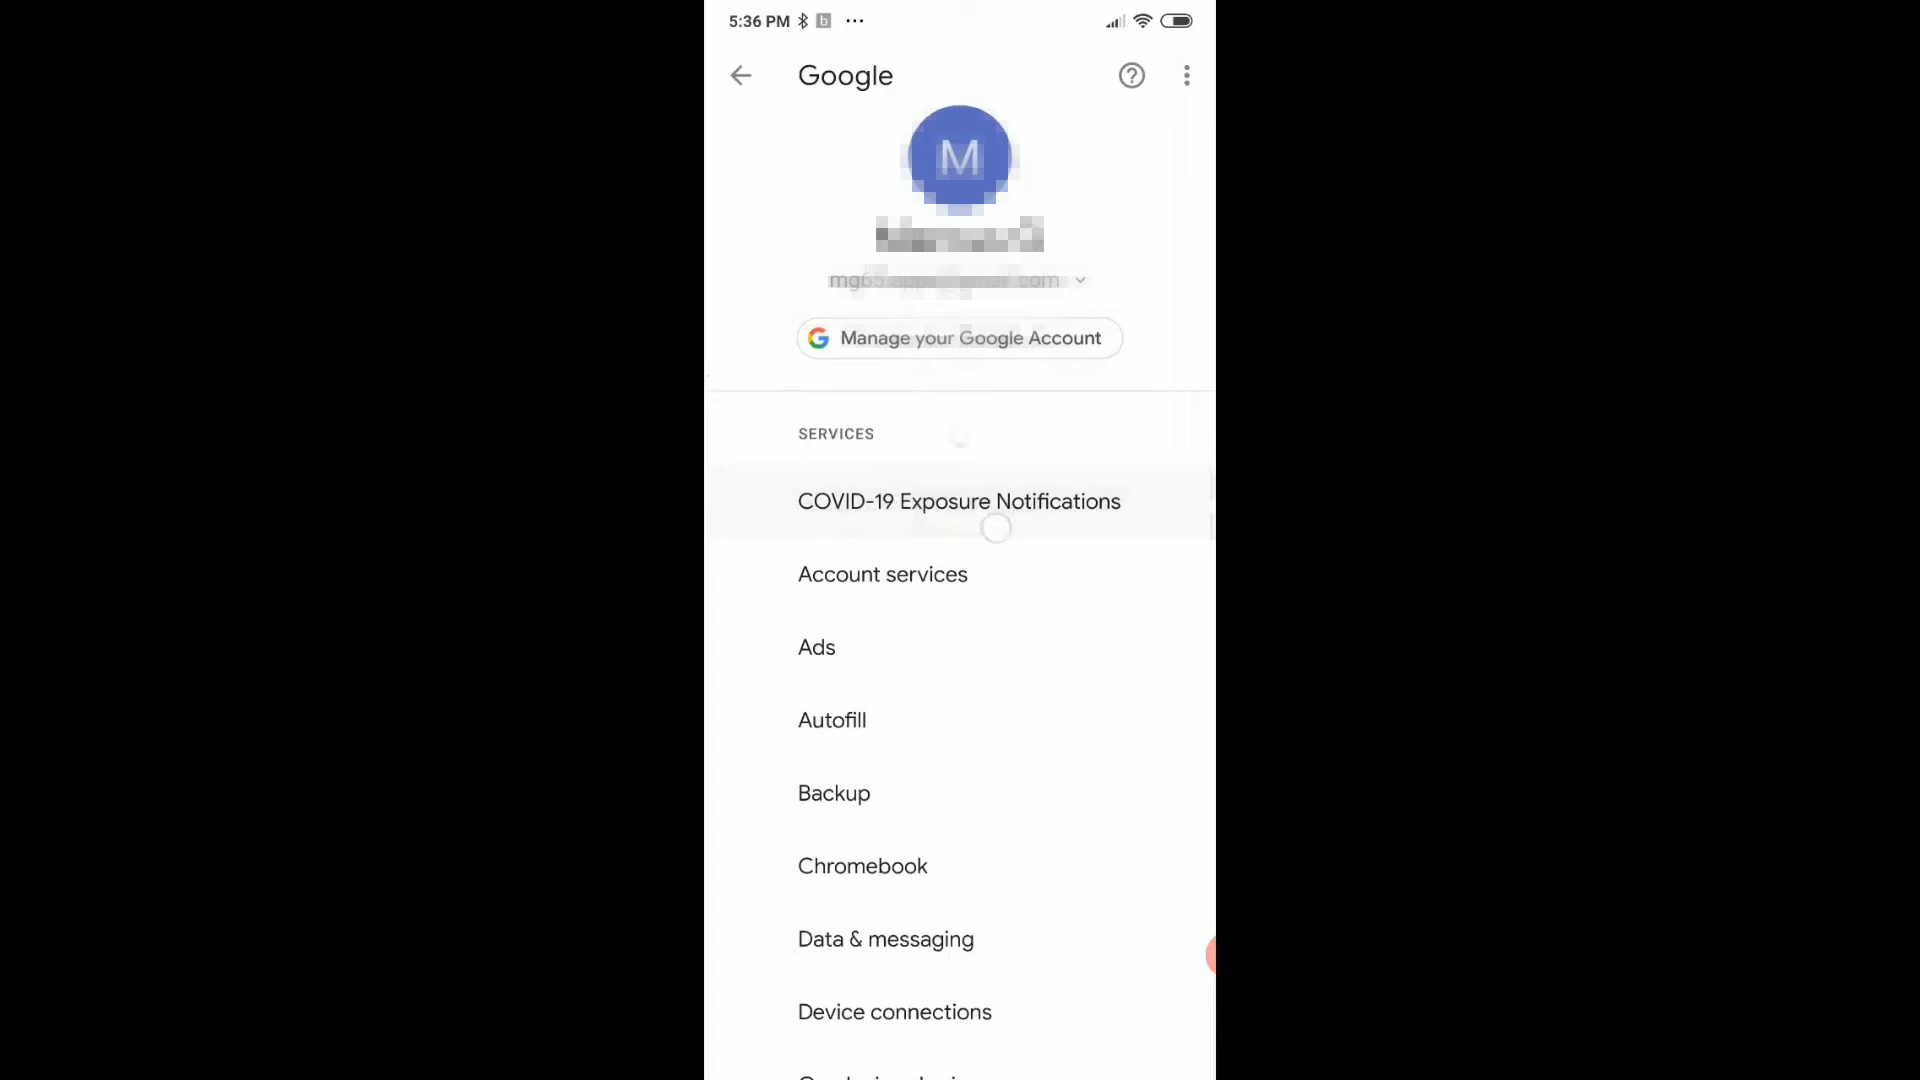 5:36 PM
Google
M
Manage your Google Account
SERVICES
COVID-19 Exposure Notifications
Account services
Ads
Autofill
Backup
Chromebook
Data & messaging
Device connections